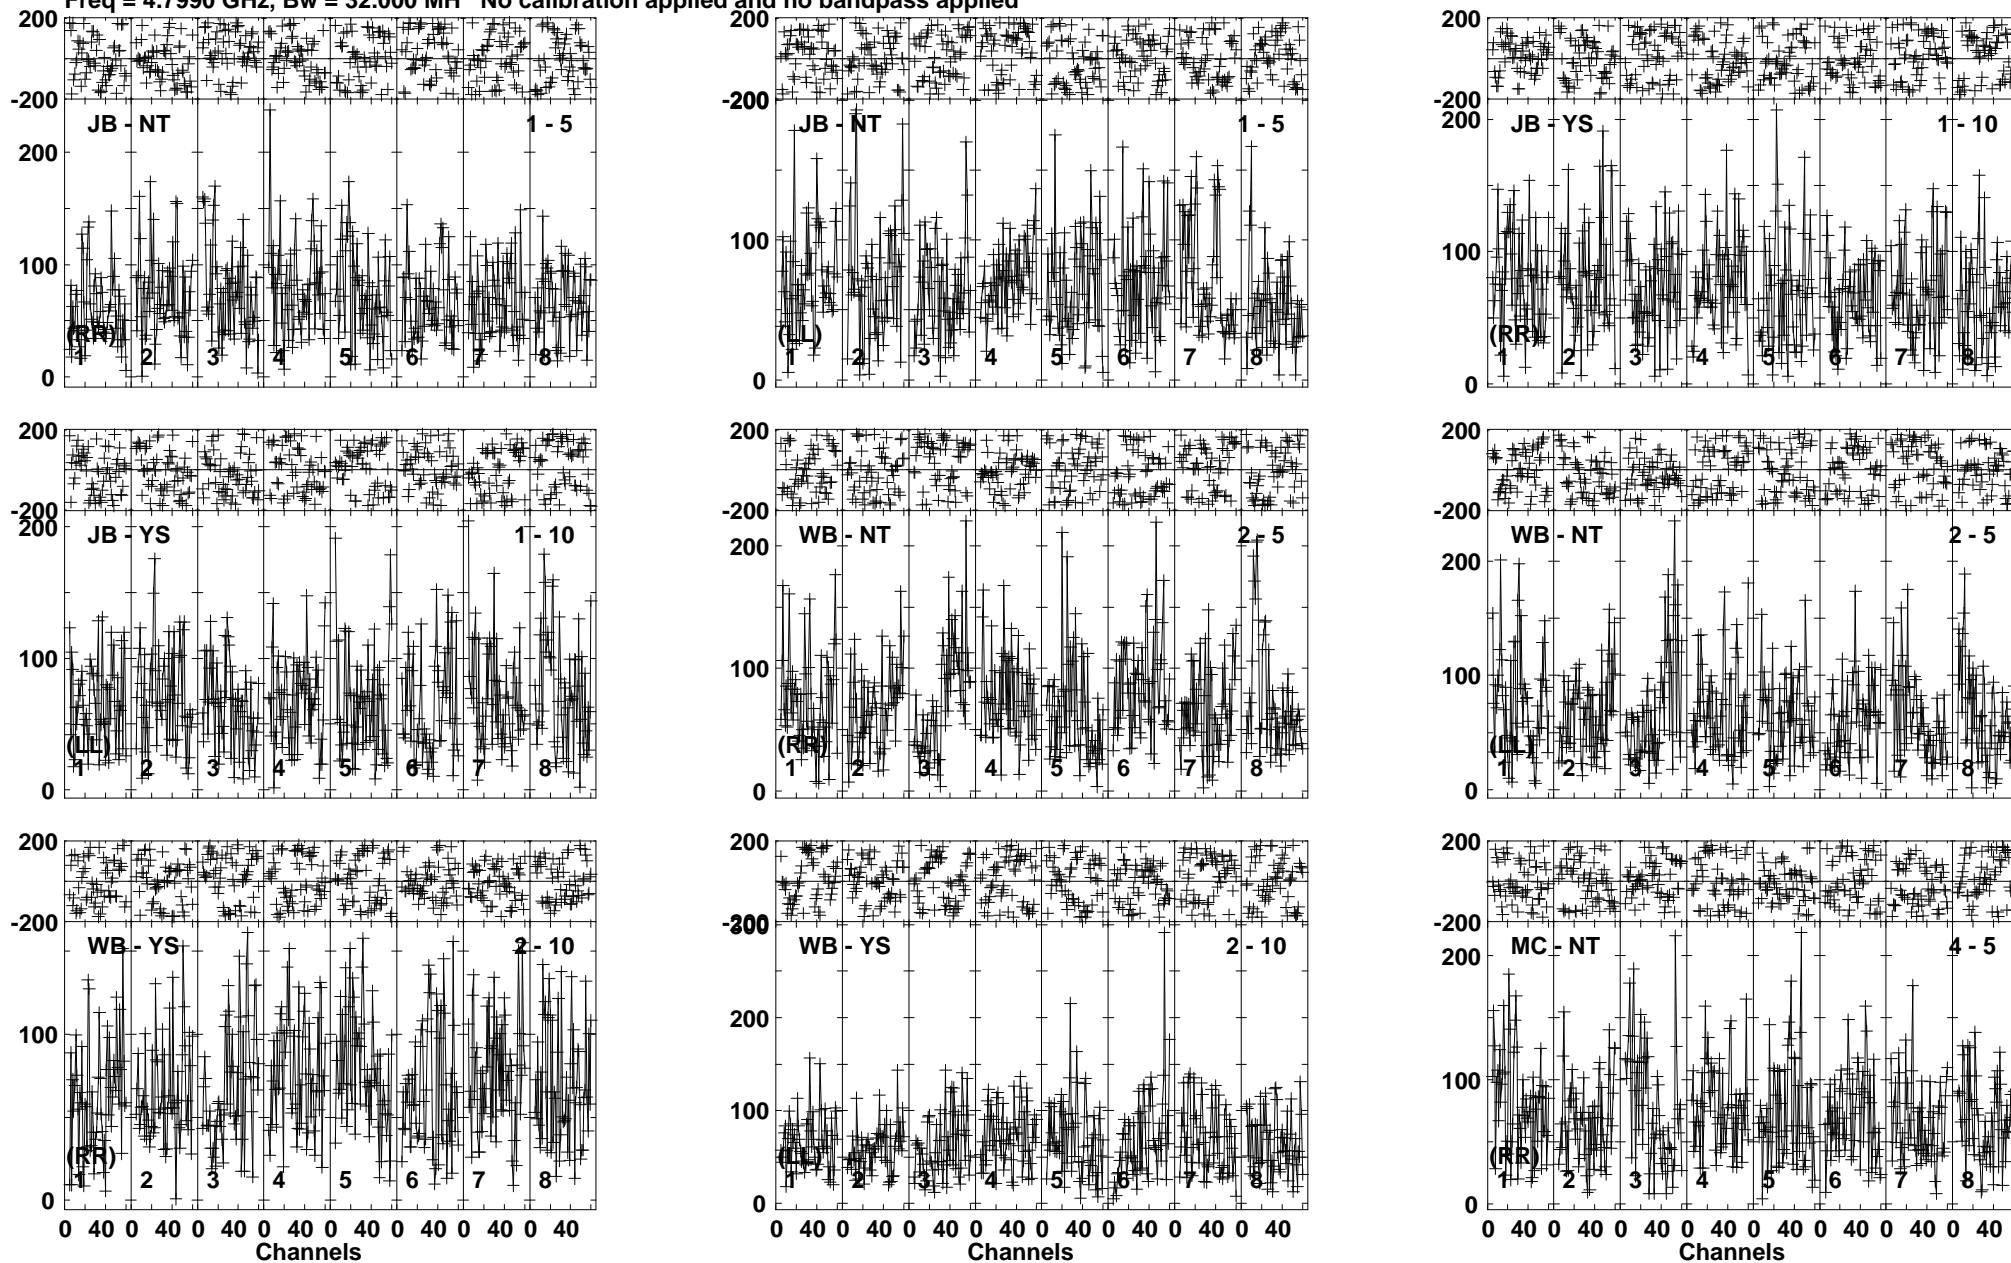 Freq = 4.7990 GHz, Bw = 32.000 MH No calibration applied and no bandpass applied
200 200 200
-200 -200 -200
JB - NT 1 - 5 JB - NT 1 - 5 JB - YS 1 - 10
200
200
100 100 100
(RR) (LL) (RR)
1 2 3 4 5 6 7 8 1 2 3 4 5 6 7 8 1 2 3 4 5 6 7 8
0 0 0
200 200 200
-200 -200 -200
200
JB - YS 1 - 10 WB - NT 2 - 5 WB - NT 2 - 5
200 200
100 100 100
(LL) (RR) (LL)
1 2 3 4 5 6 7 8 1 2 3 4 5 6 7 8 1 2 3 4 5 6 7 8
0 0 0
200 200 200
-200 -200 -200
300
WB - YS 2 - 10 WB - YS 2 - 10 MC - NT 4 - 5
200 200
100 100 100
(RR) (LL) (RR)
1 2 3 4 5 6 7 8 1 2 3 4 5 6 7 8 1 2 3 4 5 6 7 8
0 0 0
0 40 0 40 0 40 0 40 0 40 0 40 0 40 0 40 0 40 0 40 0 40 0 40 0 40 0 40 0 40 0 40 0 40 0 40 0 40 0 40 0 40 0 40 0 40 0 40
Channels Channels Channels